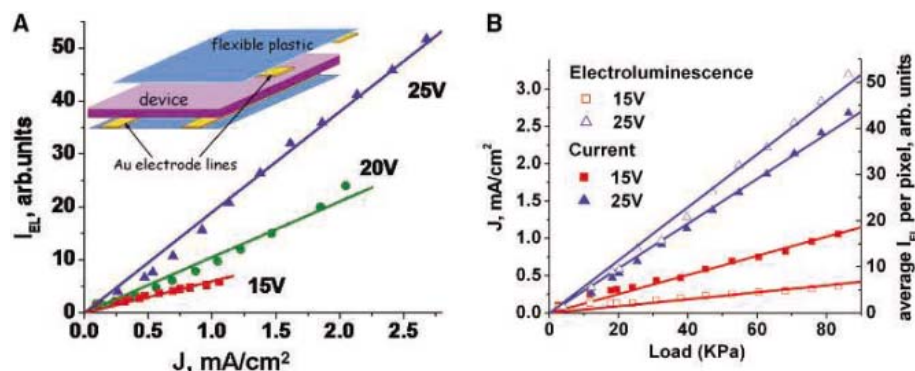 A
50
40
30
20
10
0
I_EL, arb.units
flexible plastic
device
Au electrode lines
25V
20V
15V
0.0 0.5 1.0 1.5 2.0 2.5
J, mA/cm²
B
3.0
2.5
2.0
1.5
1.0
0.5
0.0
J, mA/cm²
Electroluminescence
15V
25V
Current
15V
25V
0 20 40 60 80
Load (KPa)
50
40
30
20
10
0
average I_EL per pixel, arb. units